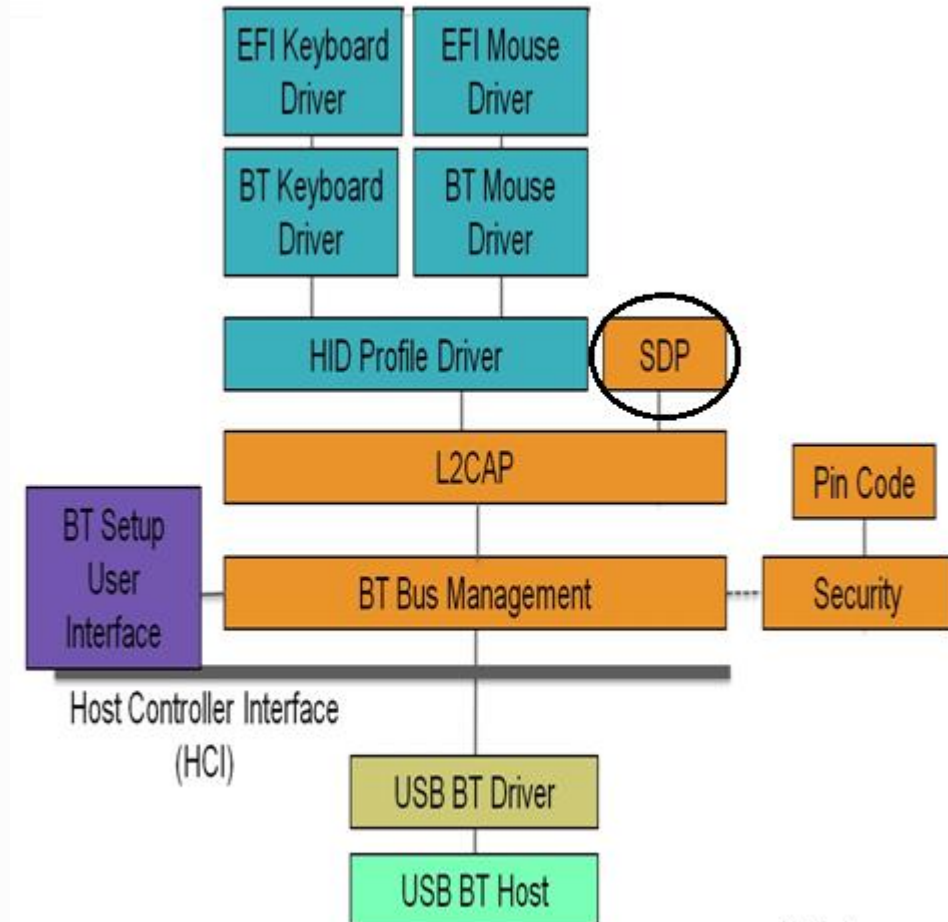 EFI Keyboard
Driver
EFI Mouse
Driver
BT Keyboard
Driver
BT Mouse
Driver
HID Profile Driver
SDP
L2CAP
Pin Code
BT Setup
User
Interface
BT Bus Management
Security
Host Controller Interface
(HCI)
USB BT Driver
USB BT Host